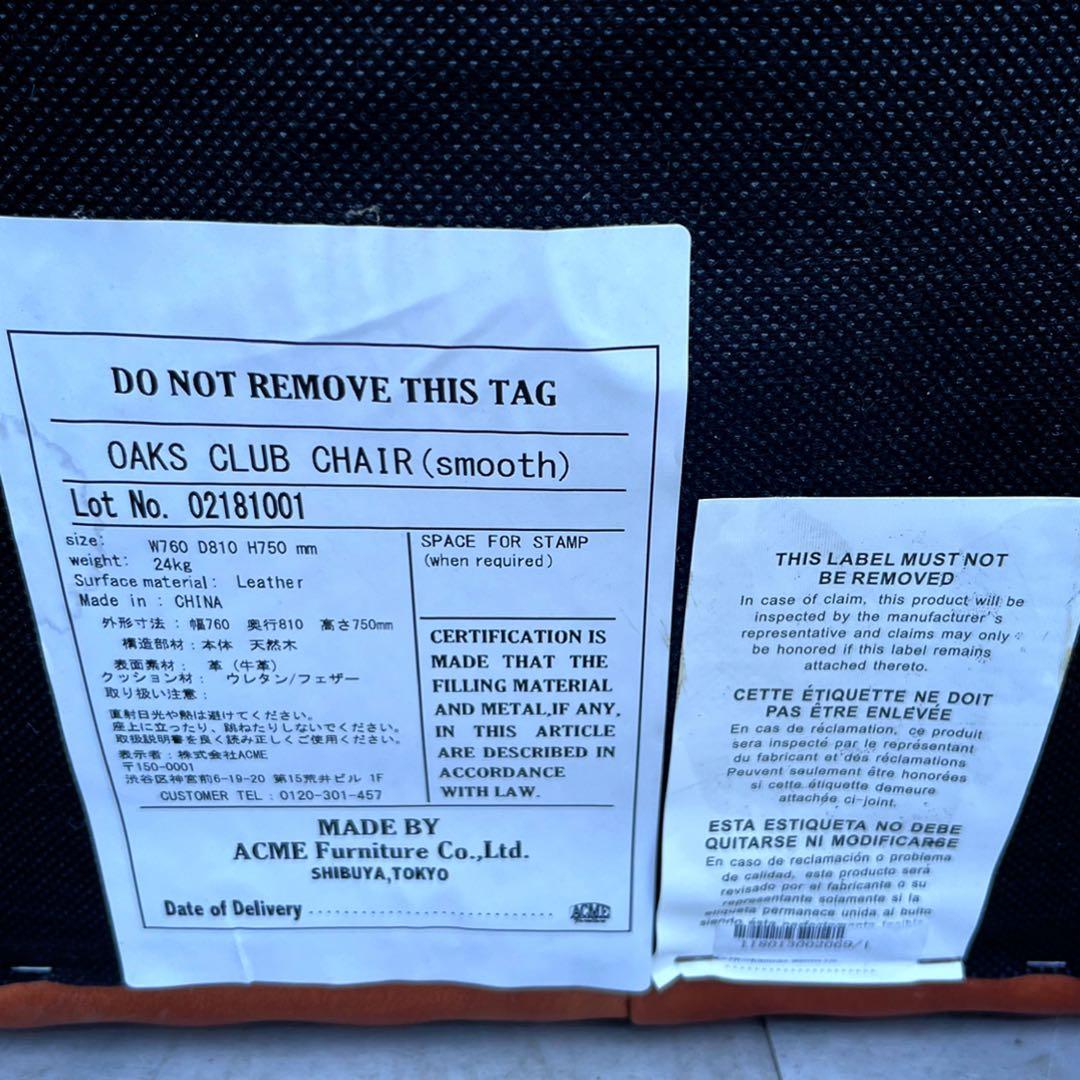 DO NOT REMOVE THIS TAG
OAKS CLUB CHAIR(smooth)
Lot No. 02181001
size: W760 D810 H750 mm
weight: 24kg
Surface material: Leather
Made in : CHINA
外形寸法 : 幅760 奥行810 高さ750mm
構造部材:本体 天然木
表面素材: 革 (牛革)
クッション材: ウレタン/フェザー
取り扱い注意:
直射日光や熱は避けてください。
座上に立ったり、跳ねたりしないでください。
取扱説明書を良く読み正しくご使用ください。
表示者:株式会社ACME
〒150-0001
渋谷区神宮前6-19-20 第15荒井ビル 1F
CUSTOMER TEL : 0120-301-457
SPACE FOR STAMP
(when required)
CERTIFICATION IS
MADE THAT THE
FILLING MATERIAL
AND METAL,IF ANY,
IN THIS ARTICLE
ARE DESCRIBED IN
ACCORDANCE
WITH LAW.
MADE BY
ACME Furniture Co.,Ltd.
SHIBUYA,TOKYO
Date of Delivery
ACME
THIS LABEL MUST NOT
BE REMOVED
In case of claim, this product will be
inspected by the manufacturer's
representative and claims may only
be honored if this label remains
attached thereto.
CETTE ÉTIQUETTE NE DOIT
PAS ÊTRE ENLEVÉE
En cas de réclamation, ce produit
sera inspecté par le représentant
du fabricant et dés réclamations
Peuvent seulement être honorées
si cette étiquette demeure
attachée ci-joint.
ESTA ESTIQUETA NO DEBE
QUITARSE NI MODIFICARSE
En caso de reclamación o problema
de calidad, este producto será
revisado por el fabricante o su
representante solamente si la
etiqueta permanece unida al bulto
siendo ésta perfectamente